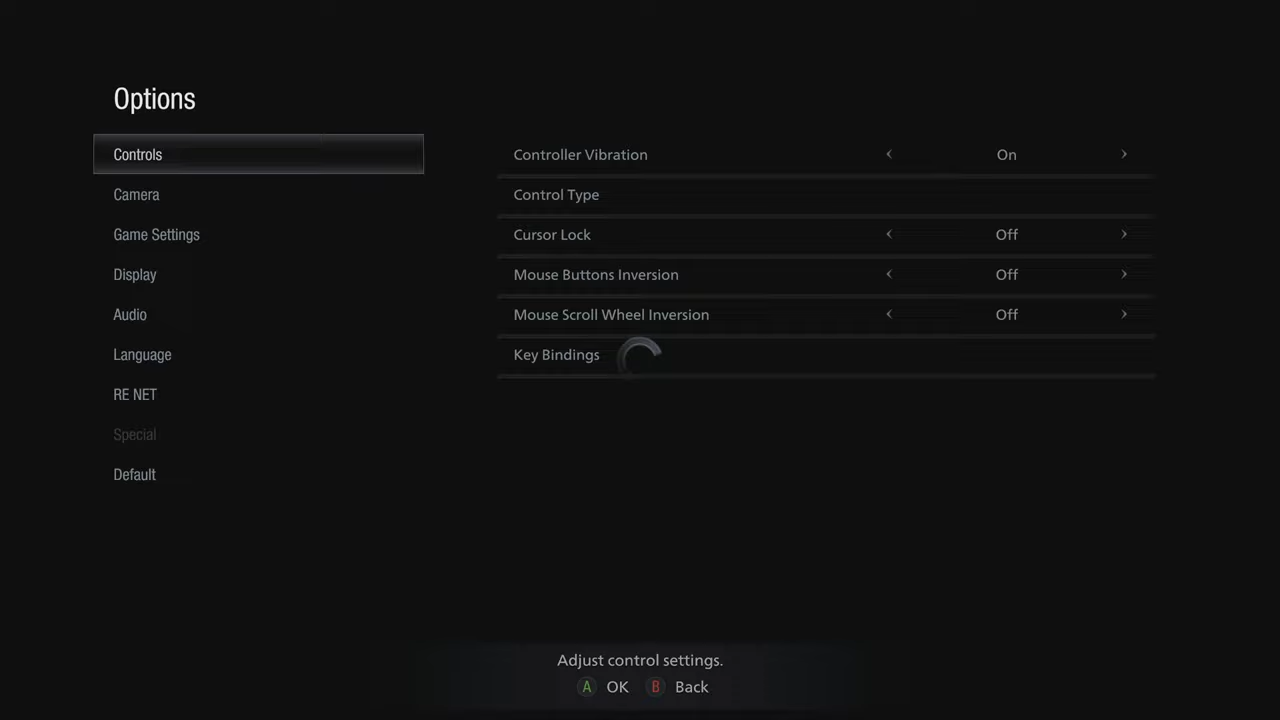 Options
Controls
Camera
Game Settings
Display
Audio
Language
RE NET
Special
Default
Controller Vibration On
Control Type
Cursor Lock Off
Mouse Buttons Inversion Off
Mouse Scroll Wheel Inversion Off
Key Bindings
Adjust control settings.
A OK B Back